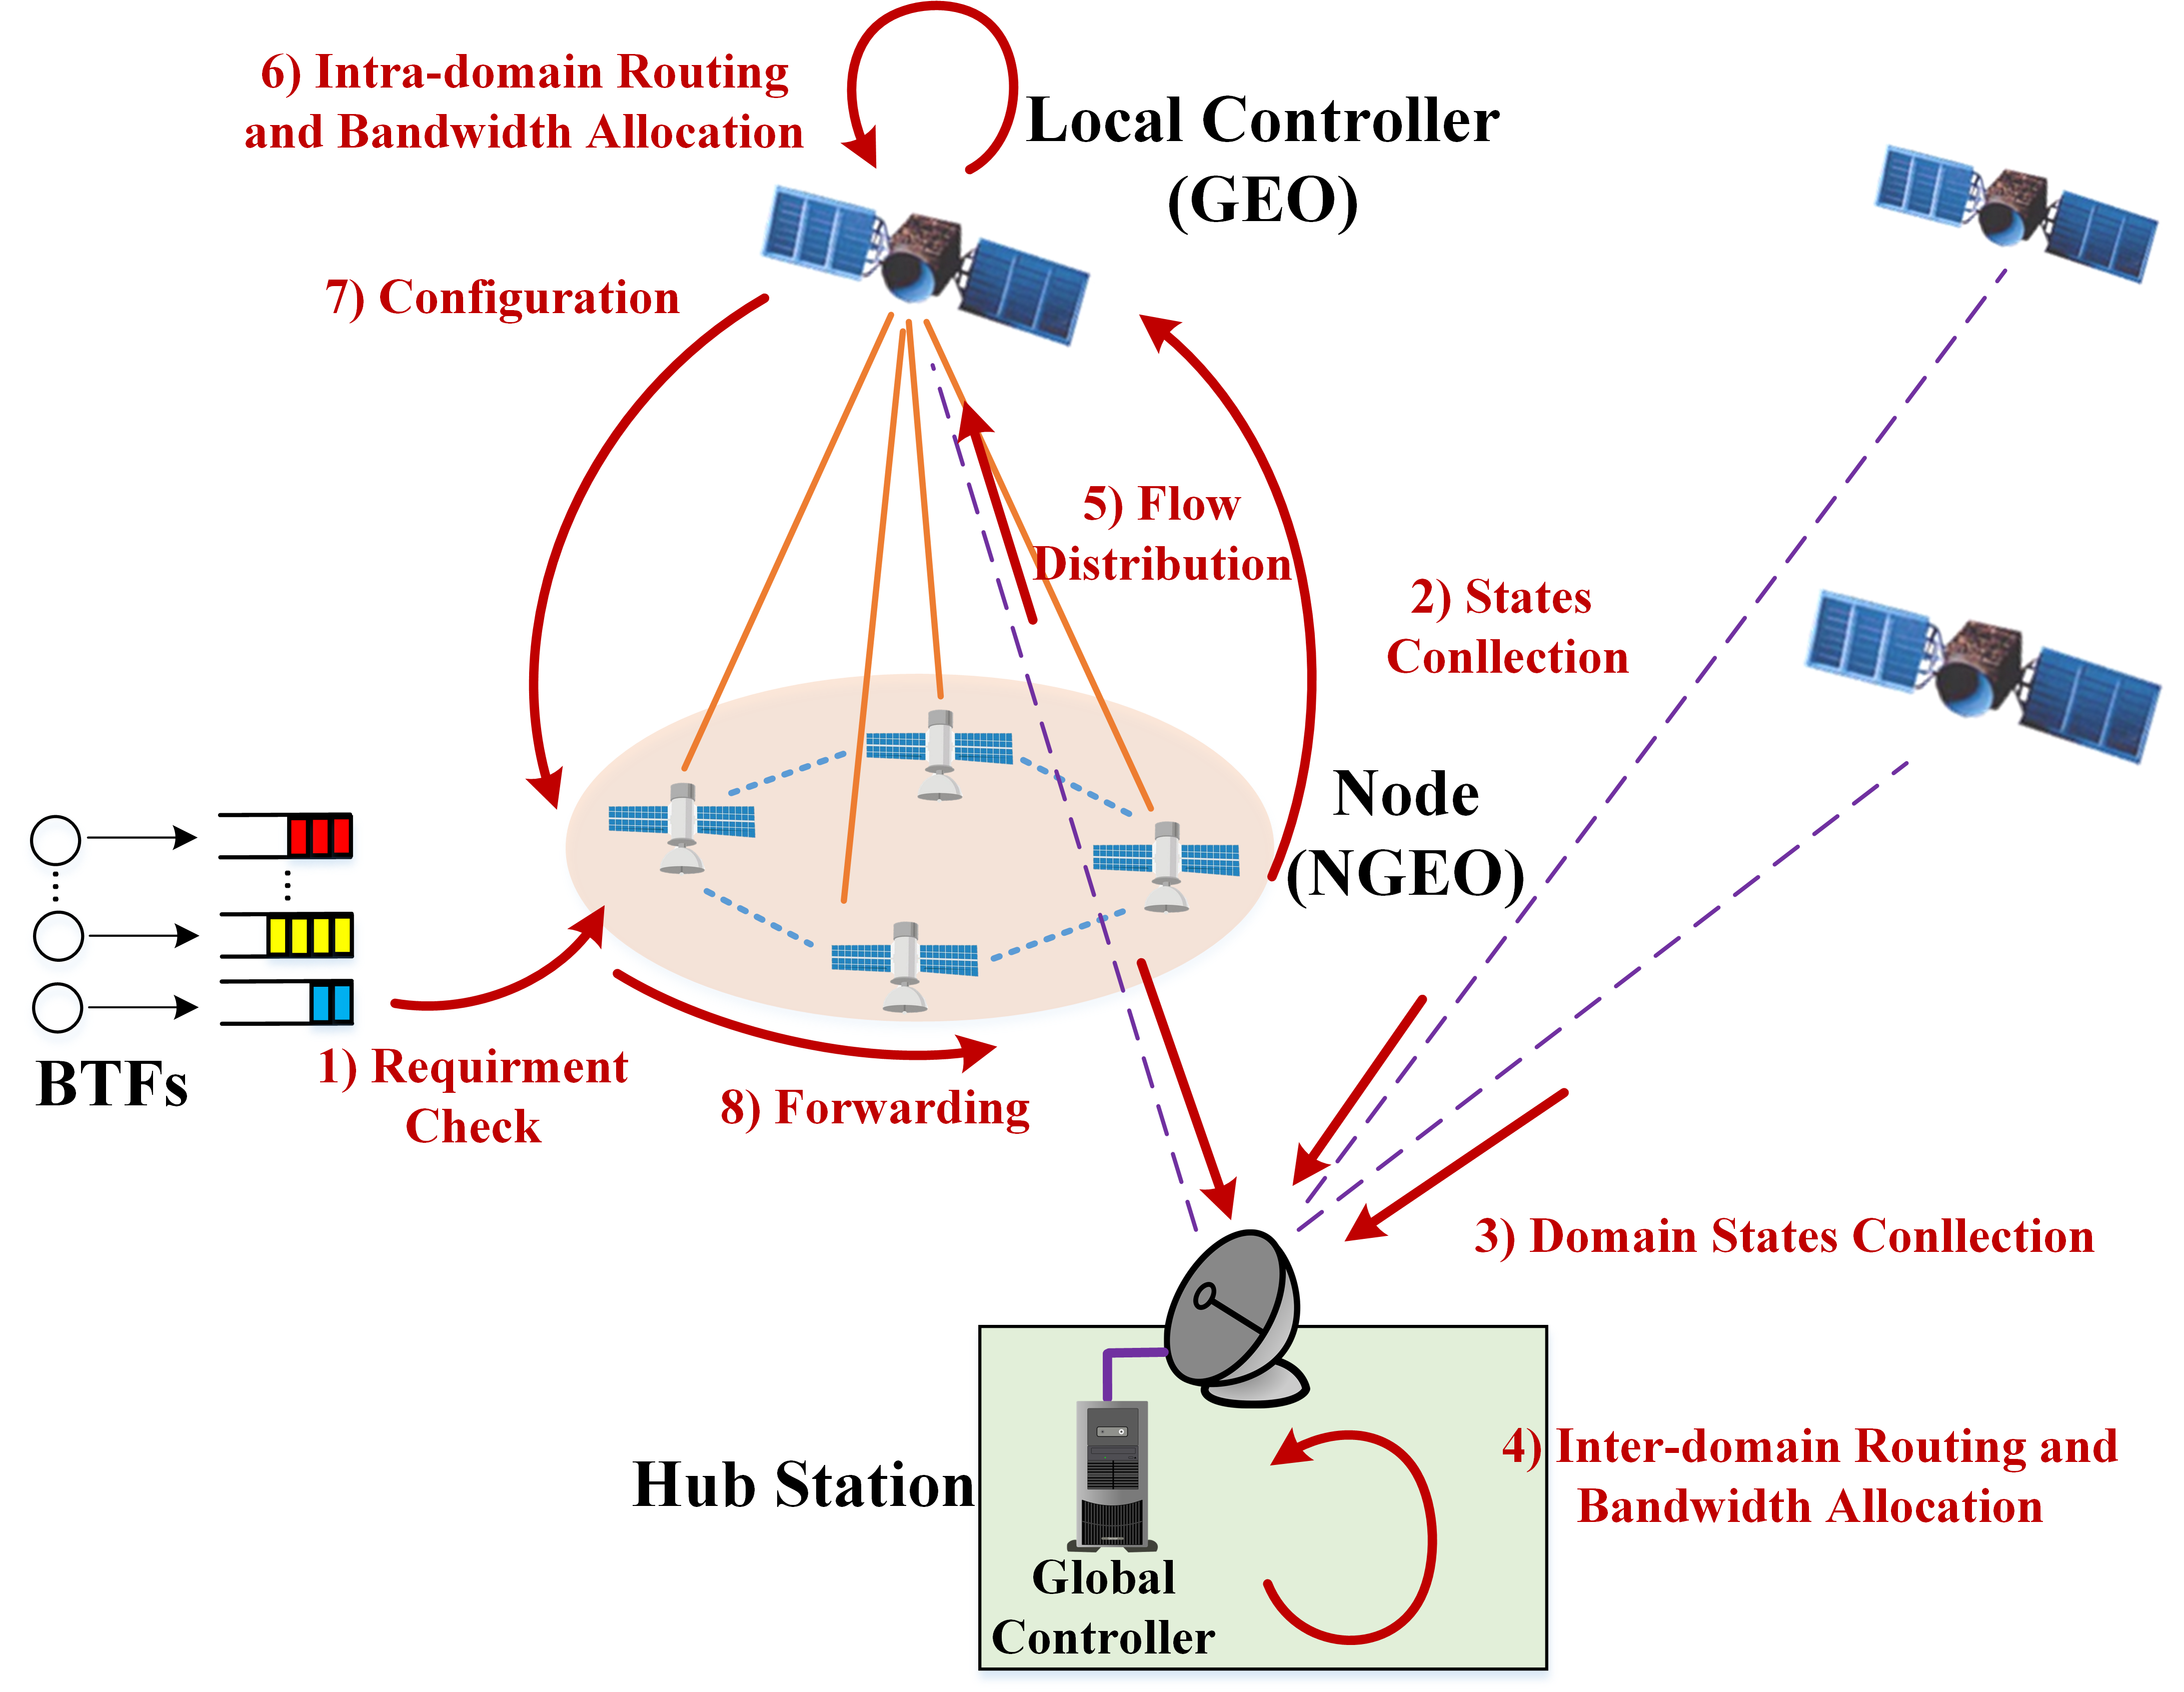 6) Intra-domain Routing
and Bandwidth Allocation
Local Controller
(GEO)
7) Configuration
5) Flow
Distribution
2) States
Conllection
Node
(NGEO)
BTFs
1) Requirment
Check
8) Forwarding
3) Domain States Conllection
4) Inter-domain Routing and
Bandwidth Allocation
Hub Station
Global
Controller